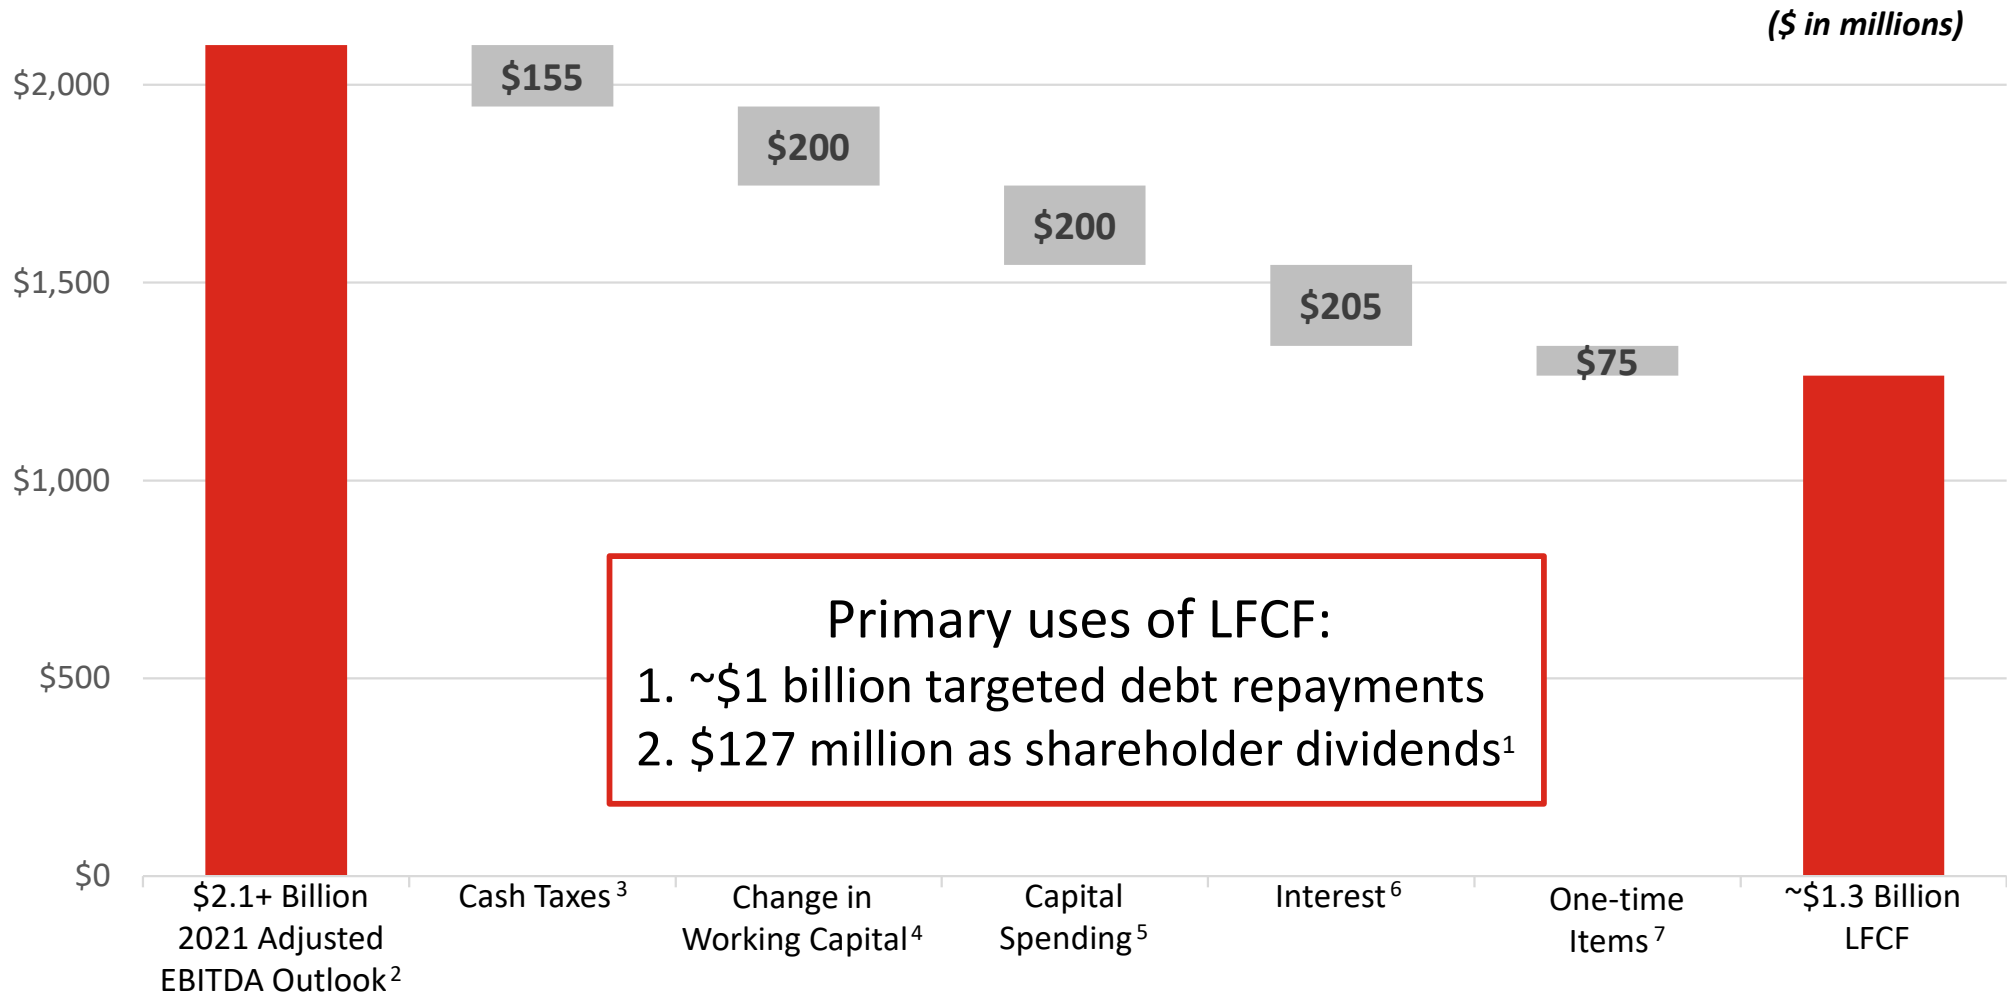 ($ in millions)
$2,000
$1,500
$1,000
$500
$0
$155
$200
$200
$205
$75
Primary uses of LFCF:
1. ~$1 billion targeted debt repayments
2. $127 million as shareholder dividends1
$2.1+ Billion
2021 Adjusted
EBITDA Outlook2
Cash Taxes3
Change in
Working Capital4
Capital
Spending5
Interest6
One-time
Items7
~$1.3 Billion
LFCF